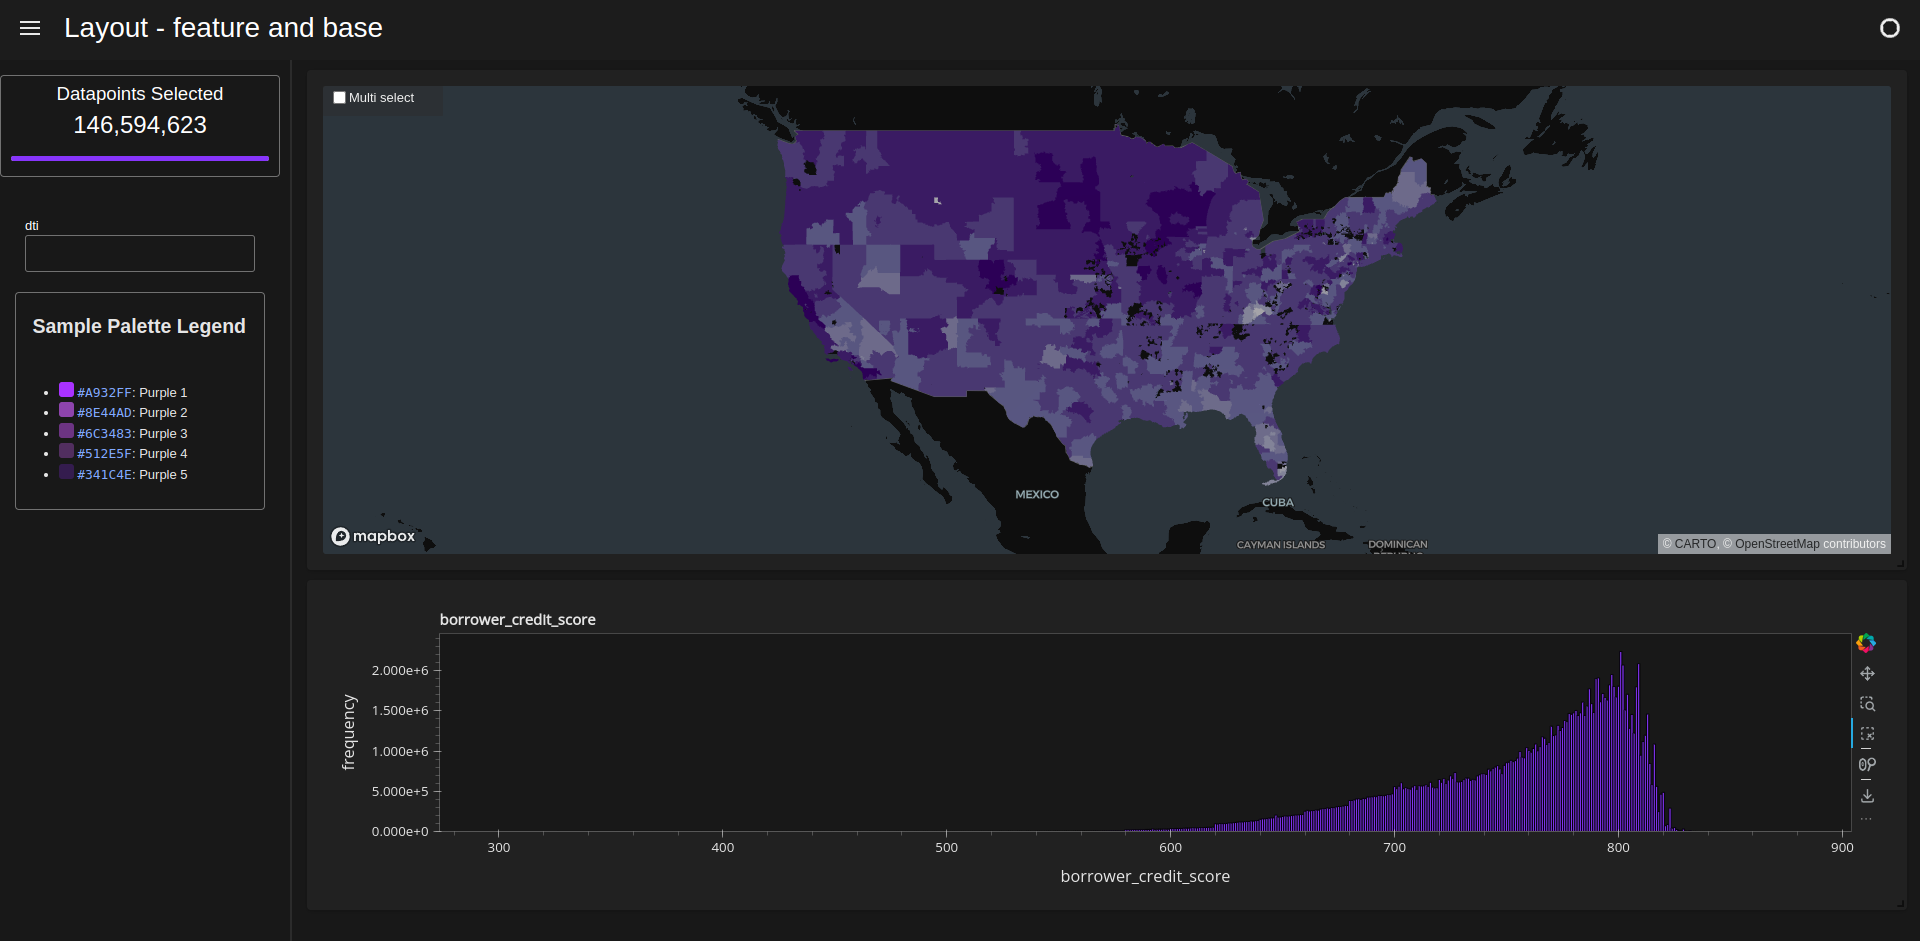 Layout - feature and base
Datapoints Selected
146,594,623
dti
Sample Palette Legend
#A932FF: Purple 1
#8E44AD: Purple 2
#6C3483: Purple 3
#512E5F: Purple 4
#341C4E: Purple 5
Multi select
MEXICO
CUBA
CAYMAN ISLANDS
DOMINICAN
mapbox
© CARTO, © OpenStreetMap contributors
borrower_credit_score
frequency
2.000e+6
1.500e+6
1.000e+6
5.000e+5
0.000e+0
300 400 500 600 700 800 900
borrower_credit_score